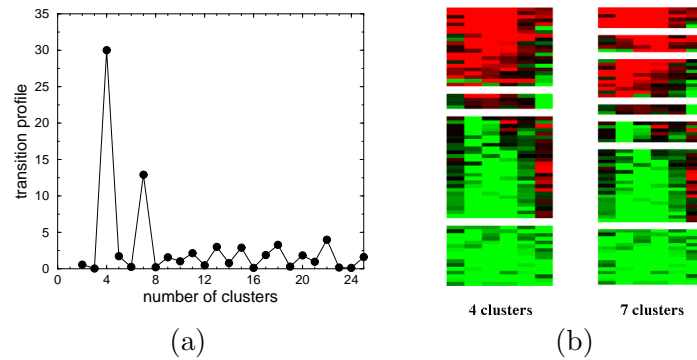 35
30
25
20
15
10
5
0
transition profile
0 4 8 12 16 20 24
number of clusters
4 clusters 7 clusters
(a) (b)